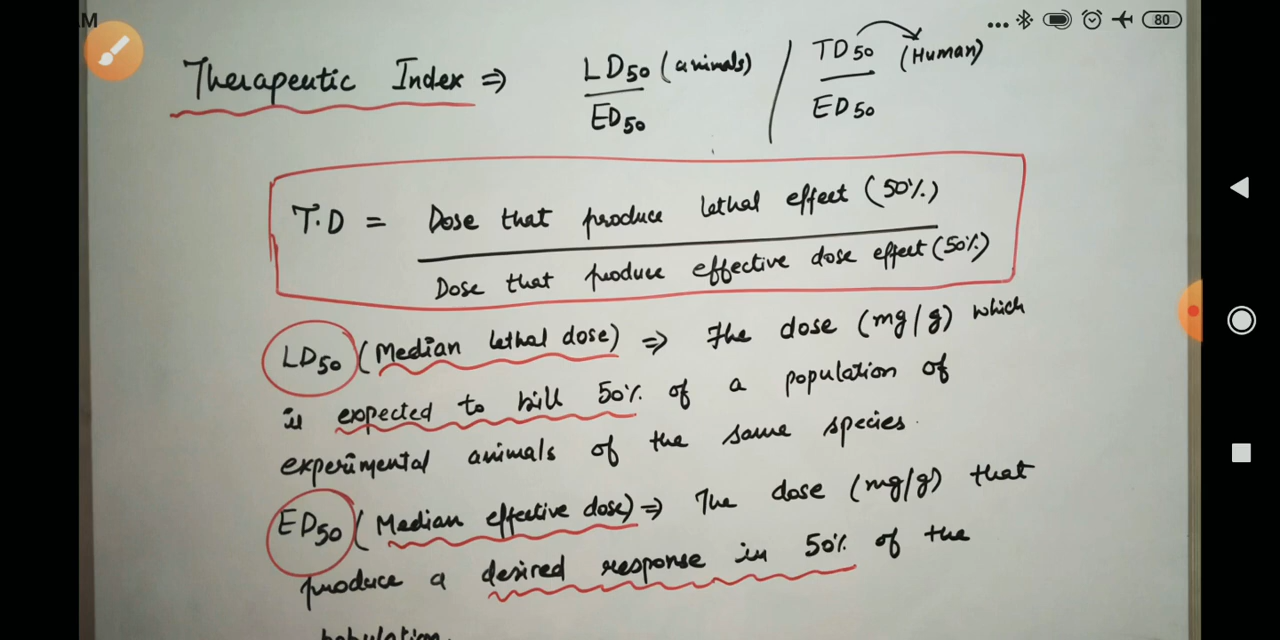 M
... 80
Therapeutic Index ⇒ LD50 (animals) / TD50 (Human)
ED50 ED50
T.D = Dose that produce lethal effect (50%)
Dose that produce effective dose effect (50%)
LD50 (Median lethal dose) ⇒ The dose (mg/g) which
is expected to kill 50% of a population of
experimental animals of the same species.
ED50 (Median effective dose) ⇒ The dose (mg/g) that
produce a desired response in 50% of the
population.